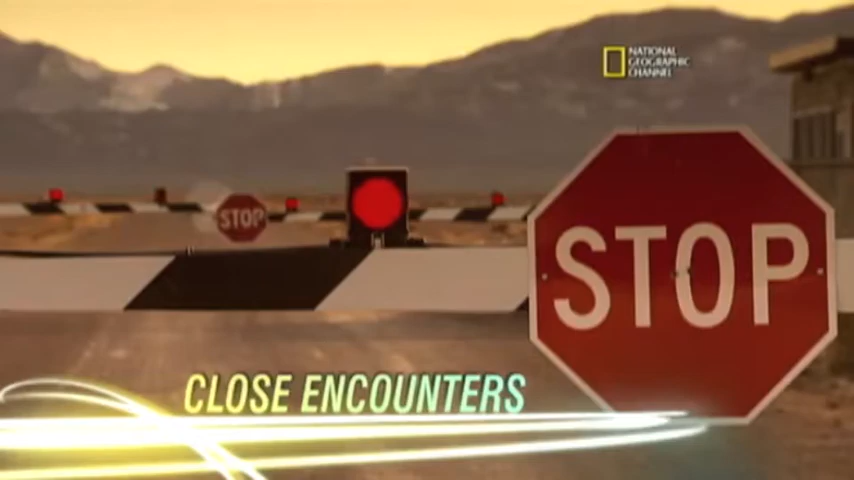 NATIONAL
GEOGRAPHIC
CHANNEL
STOP
STOP
CLOSE ENCOUNTERS